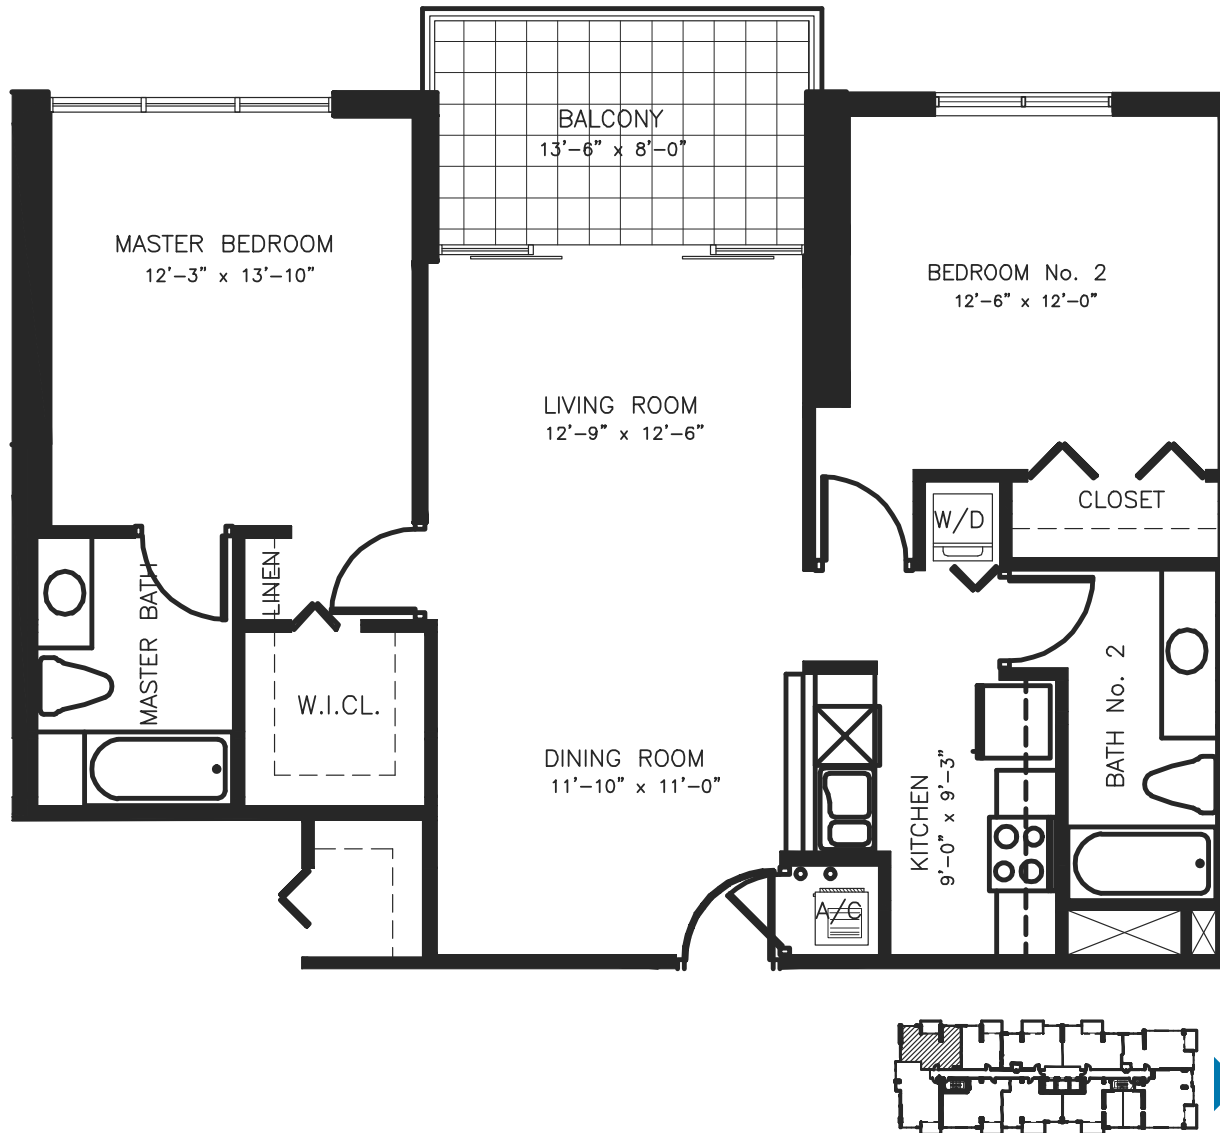 BALCONY
13'-6" x 8'-0"
MASTER BEDROOM
12'-3" x 13'-10"
BEDROOM No. 2
12'-6" x 12'-0"
LIVING ROOM
12'-9" x 12'-6"
CLOSET
W/D
LINEN
MASTER BATH
W.I.CL.
BATH No. 2
DINING ROOM
11'-10" x 11'-0"
KITCHEN
9'-0" x 9'-3"
A/C